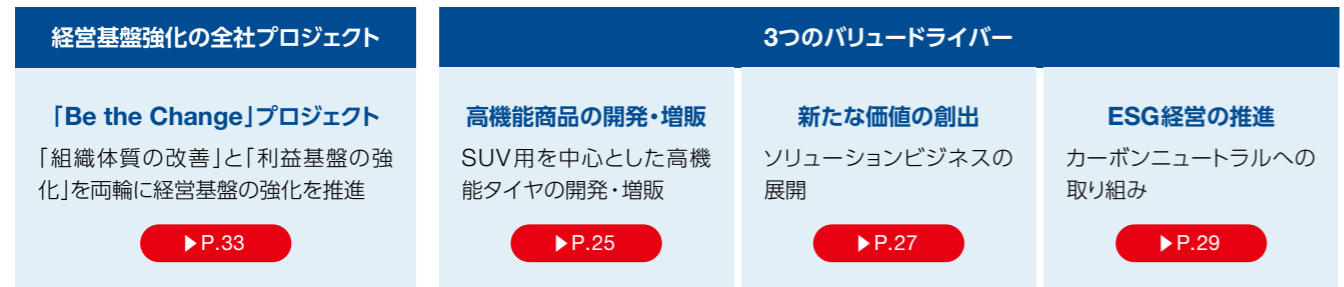 経営基盤強化の全社プロジェクト
「Be the Change」プロジェクト
「組織体質の改善」と「利益基盤の強
化」を両輪に経営基盤の強化を推進
▶P.33
3つのバリュードライバー
高機能商品の開発・増販
SUV用を中心とした高機
能タイヤの開発・増販
▶P.25
新たな価値の創出
ソリューションビジネスの
展開
▶P.27
ESG経営の推進
カーボンニュートラルへの
取り組み
▶P.29